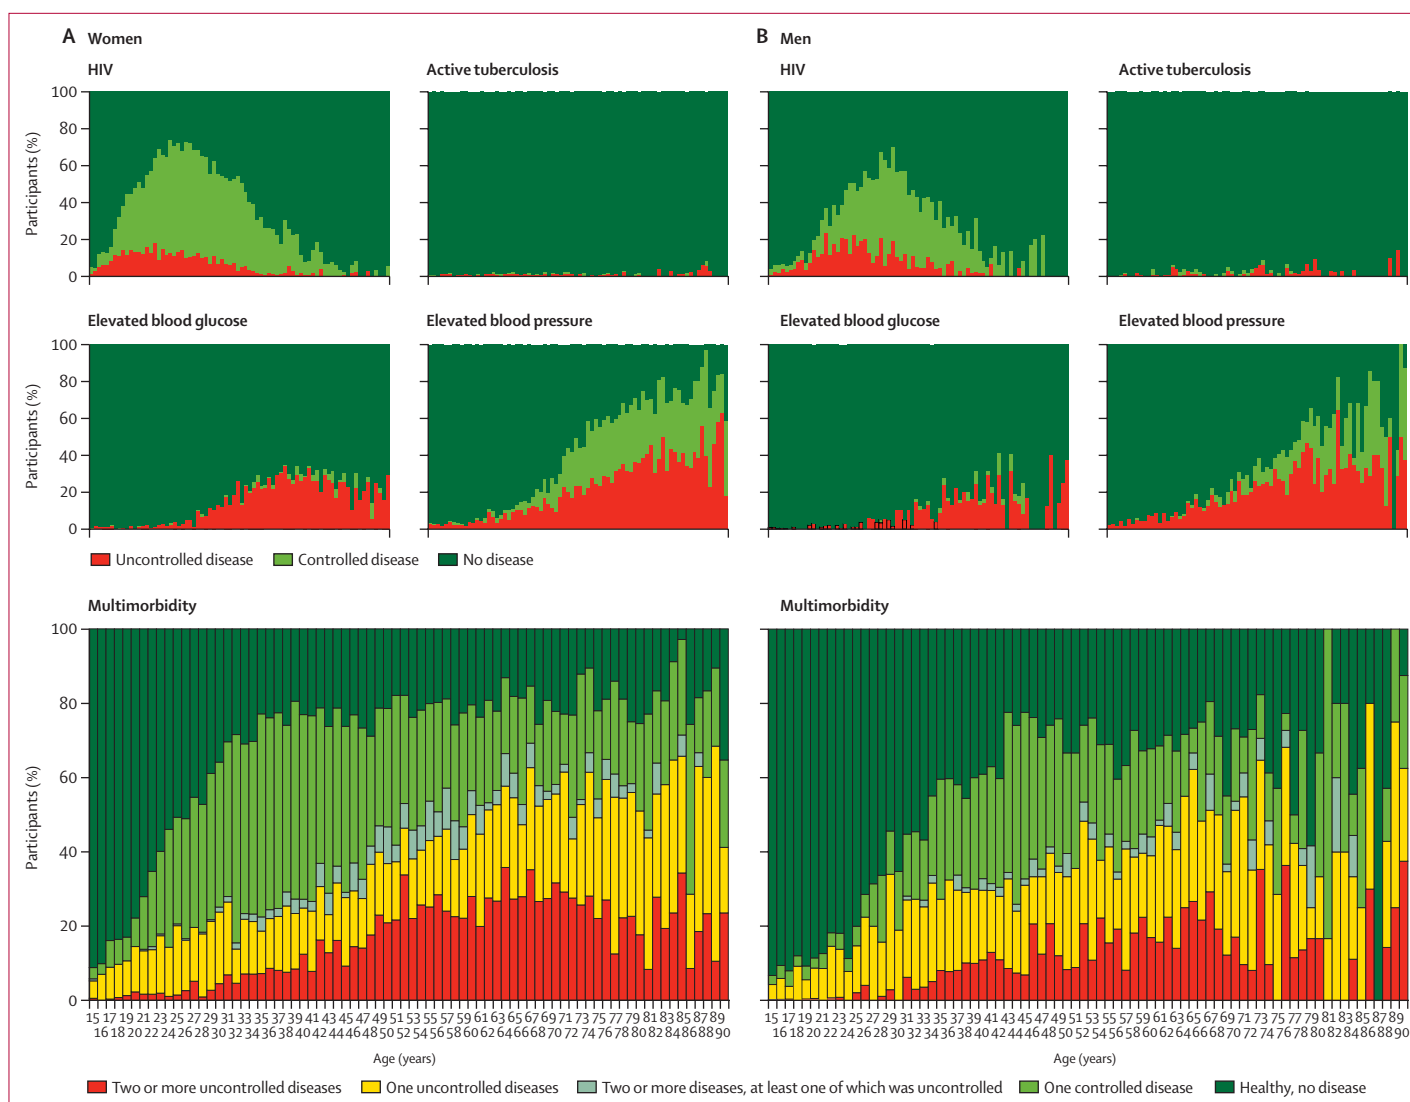 A Women
B Men
HIV
Active tuberculosis
HIV
Active tuberculosis
Participants (%)
100
80
60
40
20
0
Elevated blood glucose
Elevated blood pressure
Elevated blood glucose
Elevated blood pressure
Participants (%)
100
80
60
40
20
0
Uncontrolled disease Controlled disease No disease
Multimorbidity
Multimorbidity
Participants (%)
100
80
60
40
20
0
15 17 19 21 23 25 27 29 31 33 35 37 39 41 43 45 47 49 51 53 55 57 59 61 63 65 67 69 71 73 75 77 79 81 83 85 87 89
16 18 20 22 24 26 28 30 32 34 36 38 40 42 44 46 48 50 52 54 56 58 60 62 64 66 68 70 72 74 76 78 80 82 84 86 88 90
15 17 19 21 23 25 27 29 31 33 35 37 39 41 43 45 47 49 51 53 55 57 59 61 63 65 67 69 71 73 75 77 79 81 83 85 87 89
16 18 20 22 24 26 28 30 32 34 36 38 40 42 44 46 48 50 52 54 56 58 60 62 64 66 68 70 72 74 76 78 80 82 84 86 88 90
Age (years)
Age (years)
Two or more uncontrolled diseases One uncontrolled diseases Two or more diseases, at least one of which was uncontrolled One controlled disease Healthy, no disease